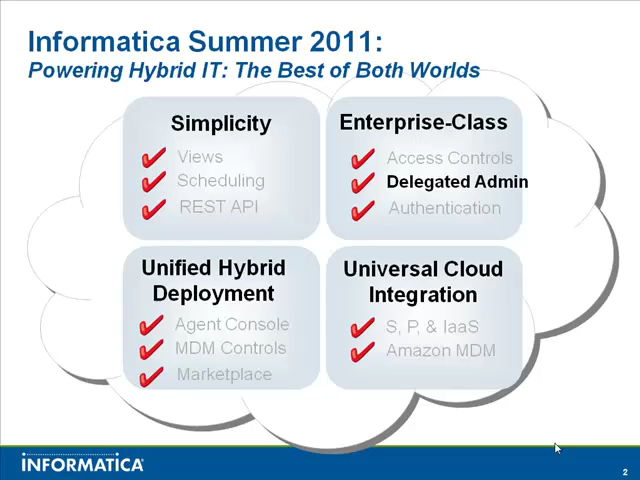 Informatica Summer 2011:
Powering Hybrid IT: The Best of Both Worlds
Simplicity
Views
Scheduling
REST API
Enterprise-Class
Access Controls
Delegated Admin
Authentication
Unified Hybrid
Deployment
Agent Console
MDM Controls
Marketplace
Universal Cloud
Integration
S, P, & IaaS
Amazon MDM
INFORMATICA
2